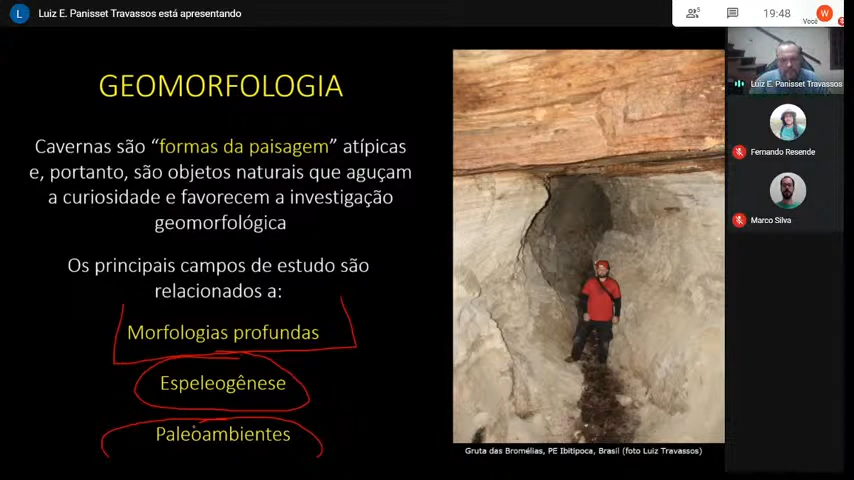 L
Luiz E. Panisset Travassos está apresentando
5
19:48
W
Você
GEOMORFOLOGIA
Cavernas são “formas da paisagem” atípicas
e, portanto, são objetos naturais que aguçam
a curiosidade e favorecem a investigação
geomorfológica
Os principais campos de estudo são
relacionados a:
Morfologias profundas
Espeleogênese
Paleoambientes
Gruta das Bromélias, PE Ibitipoca, Brasil (foto Luiz Travassos)
Luiz E. Panisset Travassos
Fernando Resende
Marco Silva